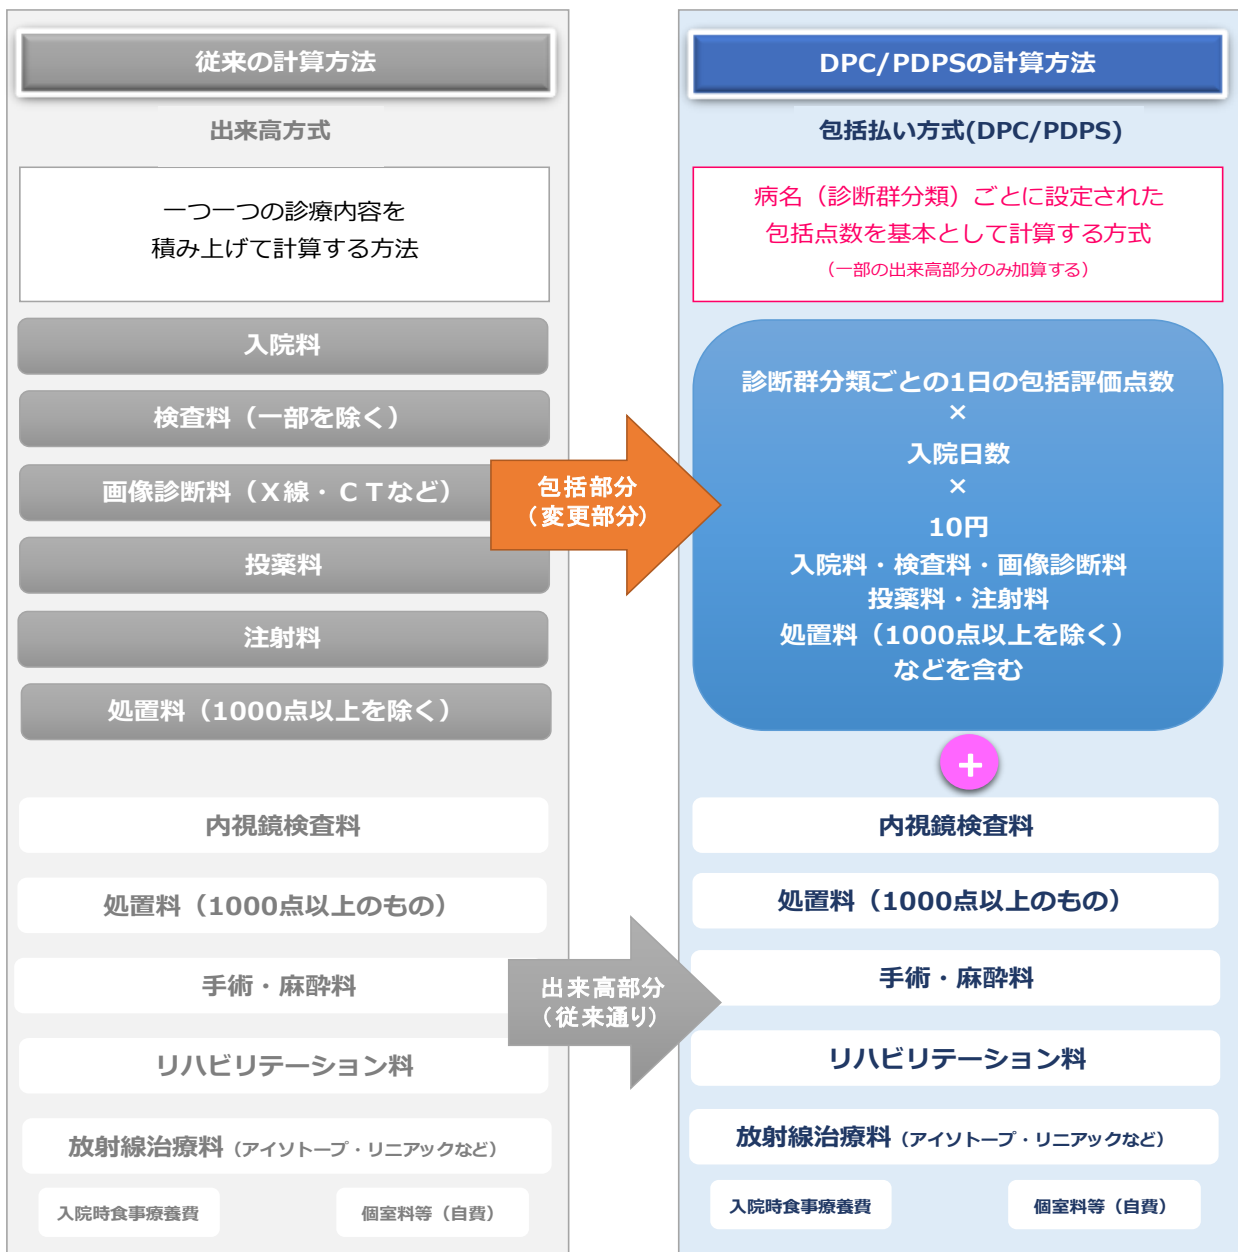 従来の計算方法
出来高方式
一つ一つの診療内容を
積み上げて計算する方法
入院料
検査料（一部を除く）
画像診断料（X線・ＣＴなど）
投薬料
注射料
処置料（1000点以上を除く）
内視鏡検査料
処置料（1000点以上のもの）
手術・麻酔料
リハビリテーション料
放射線治療料（アイソトープ・リニアックなど）
入院時食事療養費
個室料等（自費）
包括部分
（変更部分）
出来高部分
（従来通り）
DPC/PDPSの計算方法
包括払い方式(DPC/PDPS)
病名（診断群分類）ごとに設定された
包括点数を基本として計算する方式
（一部の出来高部分のみ加算する）
診断群分類ごとの1日の包括評価点数
×
入院日数
×
10円
入院料・検査料・画像診断料
投薬料・注射料
処置料（1000点以上を除く）
などを含む
+
内視鏡検査料
処置料（1000点以上のもの）
手術・麻酔料
リハビリテーション料
放射線治療料（アイソトープ・リニアックなど）
入院時食事療養費
個室料等（自費）